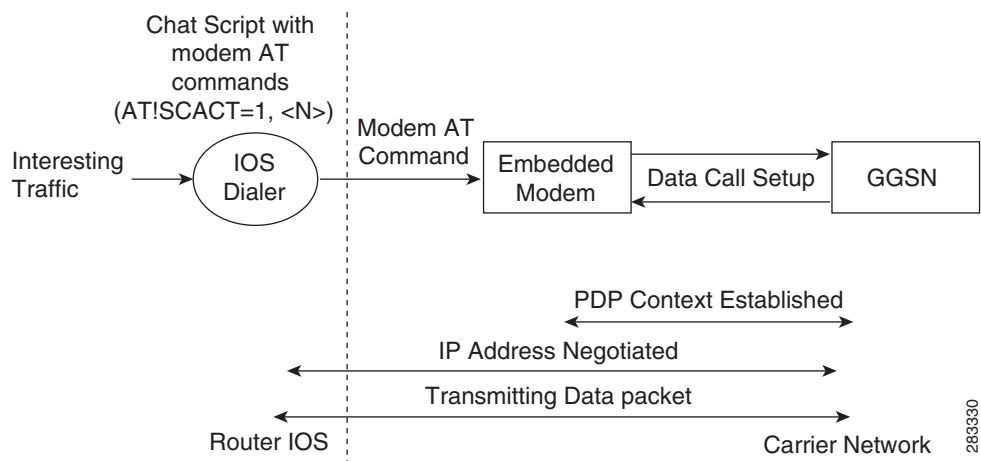 Chat Script with
modem AT
commands
(AT!SCACT=1, <N>)
Interesting
Traffic
IOS
Dialer
Modem AT
Command
Embedded
Modem
Data Call Setup
GGSN
PDP Context Established
IP Address Negotiated
Transmitting Data packet
Router IOS
Carrier Network
283330